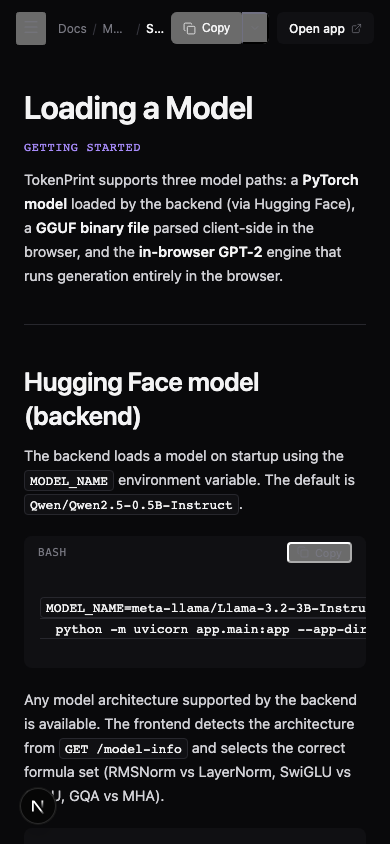 Docs / M... / S... Copy Open app
Loading a Model
GETTING STARTED
TokenPrint supports three model paths: a PyTorch
model loaded by the backend (via Hugging Face),
a GGUF binary file parsed client-side in the
browser, and the in-browser GPT-2 engine that
runs generation entirely in the browser.
Hugging Face model
(backend)
The backend loads a model on startup using the
MODEL_NAME environment variable. The default is
Qwen/Qwen2.5-0.5B-Instruct.
BASH Copy
MODEL_NAME=meta-llama/Llama-3.2-3B-Instru
python -m uvicorn app.main:app --app-dir
Any model architecture supported by the backend
is available. The frontend detects the architecture
from GET /model-info and selects the correct
formula set (RMSNorm vs LayerNorm, SwiGLU vs
GQA vs MHA).
N